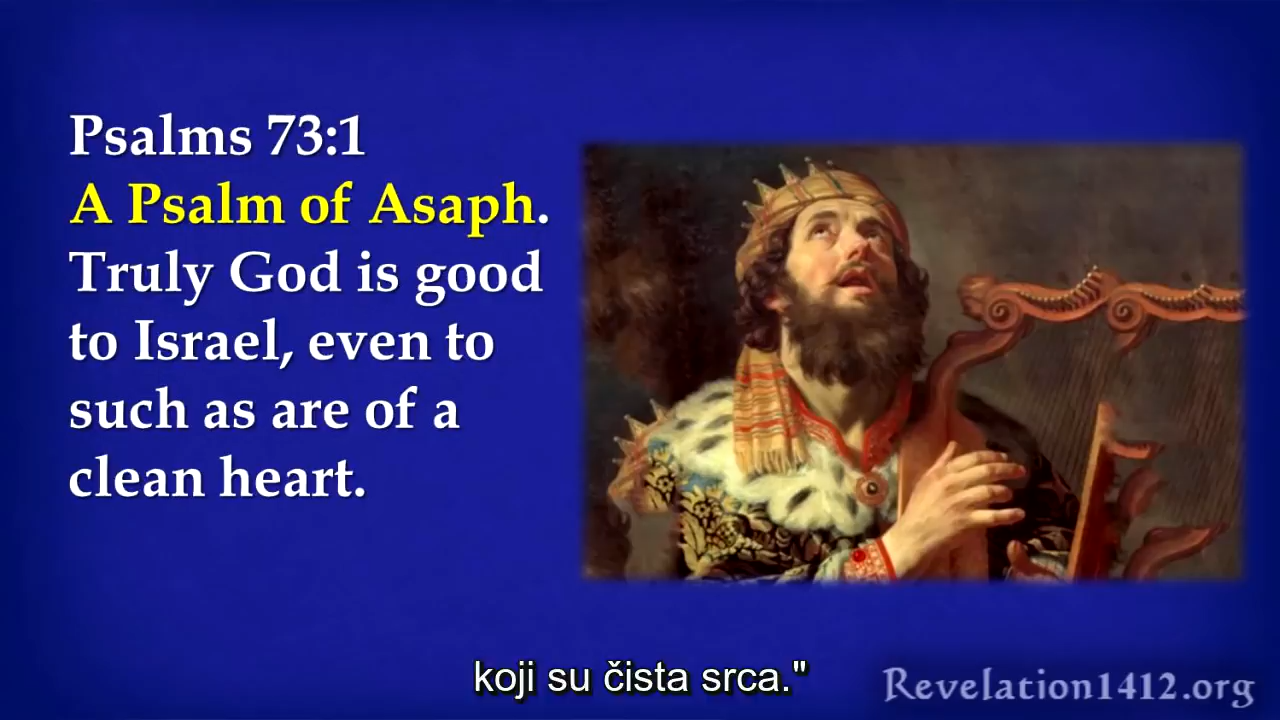 Psalms 73:1
A Psalm of Asaph.
Truly God is good
to Israel, even to
such as are of a
clean heart.
koji su čista srca."
Revelation1412.org